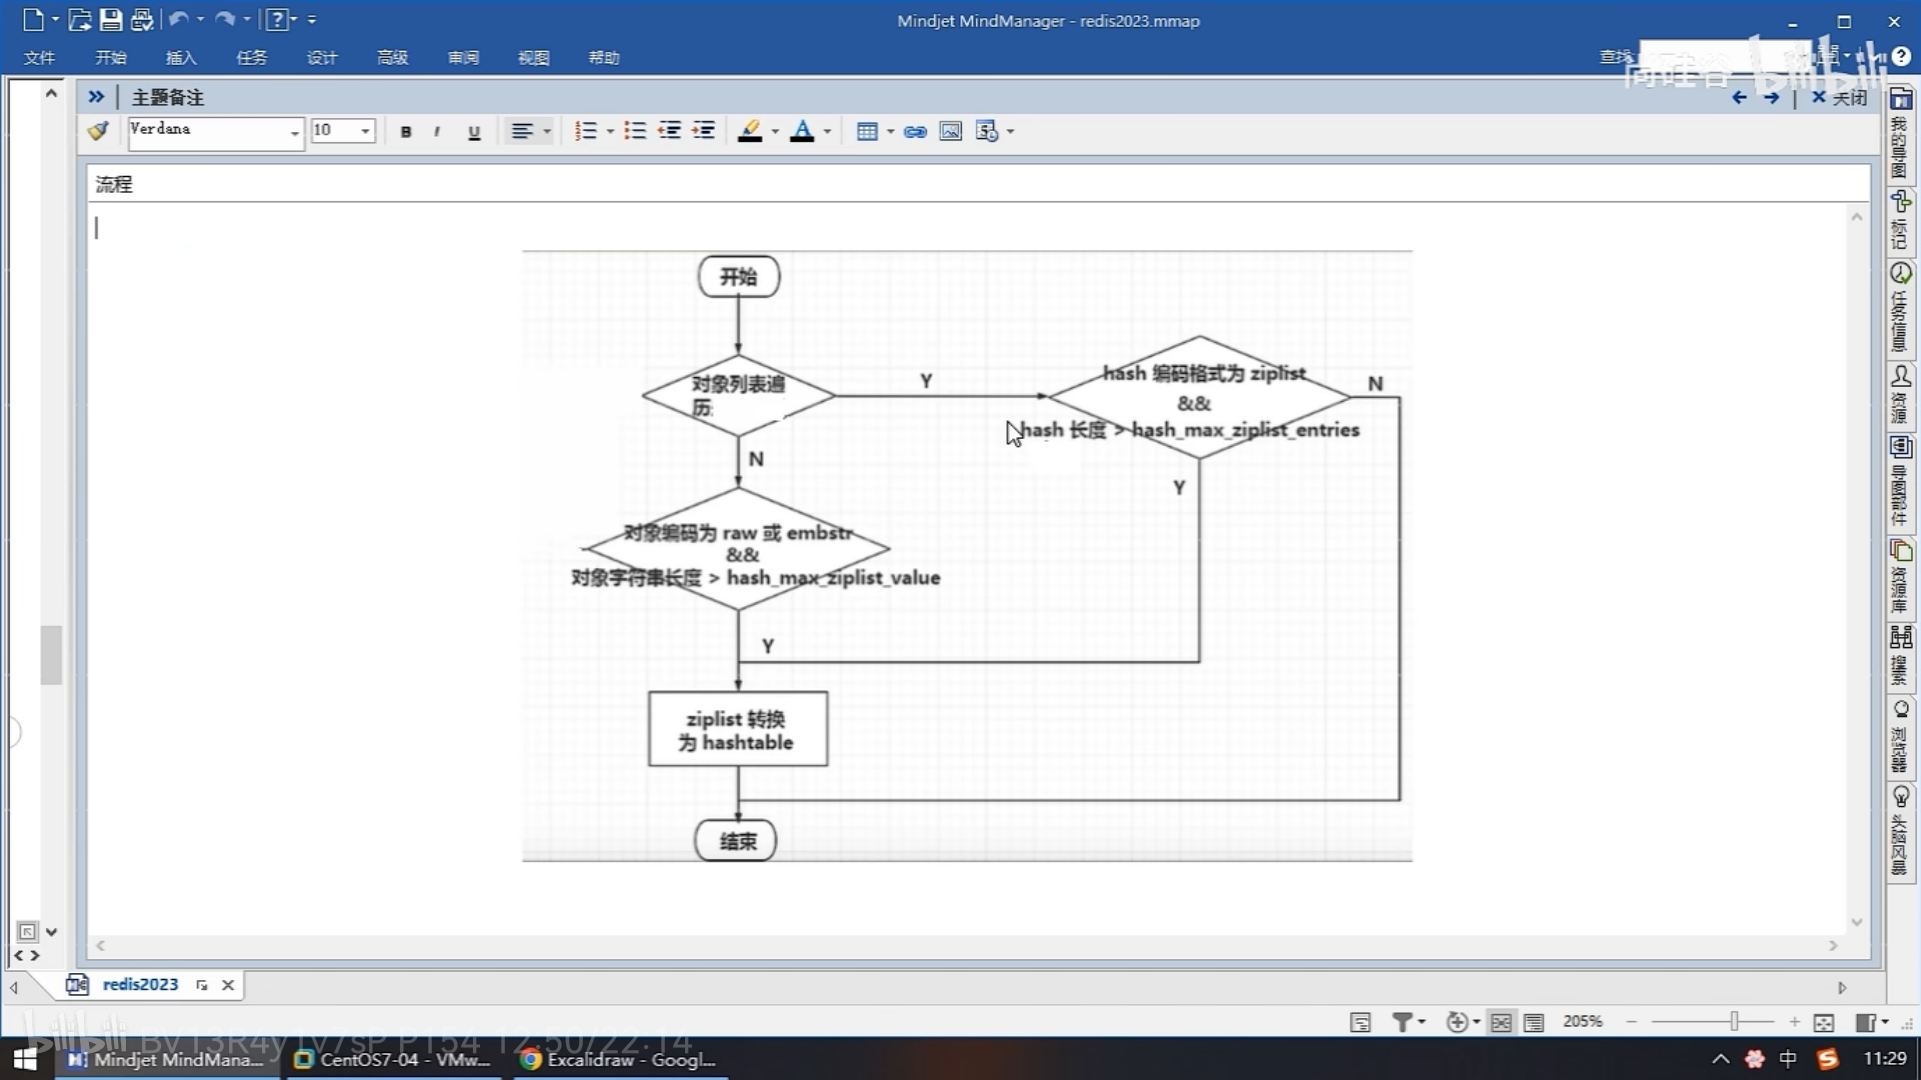 Mindjet MindManager - redis2023.mmap
文件 开始 插入 任务 设计 高级 审阅 视图 帮助 查找
尚硅谷 bilibili
主题备注 关闭
Verdana 10 B I U
流程
开始
对象列表遍
历
Y
hash 编码格式为 ziplist
&&
hash 长度 > hash_max_ziplist_entries
N
N
Y
对象编码为 raw 或 embstr
&&
对象字符串长度 > hash_max_ziplist_value
Y
ziplist 转换
为 hashtable
结束
我的导图
标记
任务信息
资源
导图部件
资源库
搜索
浏览器
头脑风暴
redis2023
205%
bilibili BV13R4y1v7sP P154 12:50/22:14
Mindjet MindMana... CentOS7-04 - VMw... Excalidraw - Googl... 中 11:29